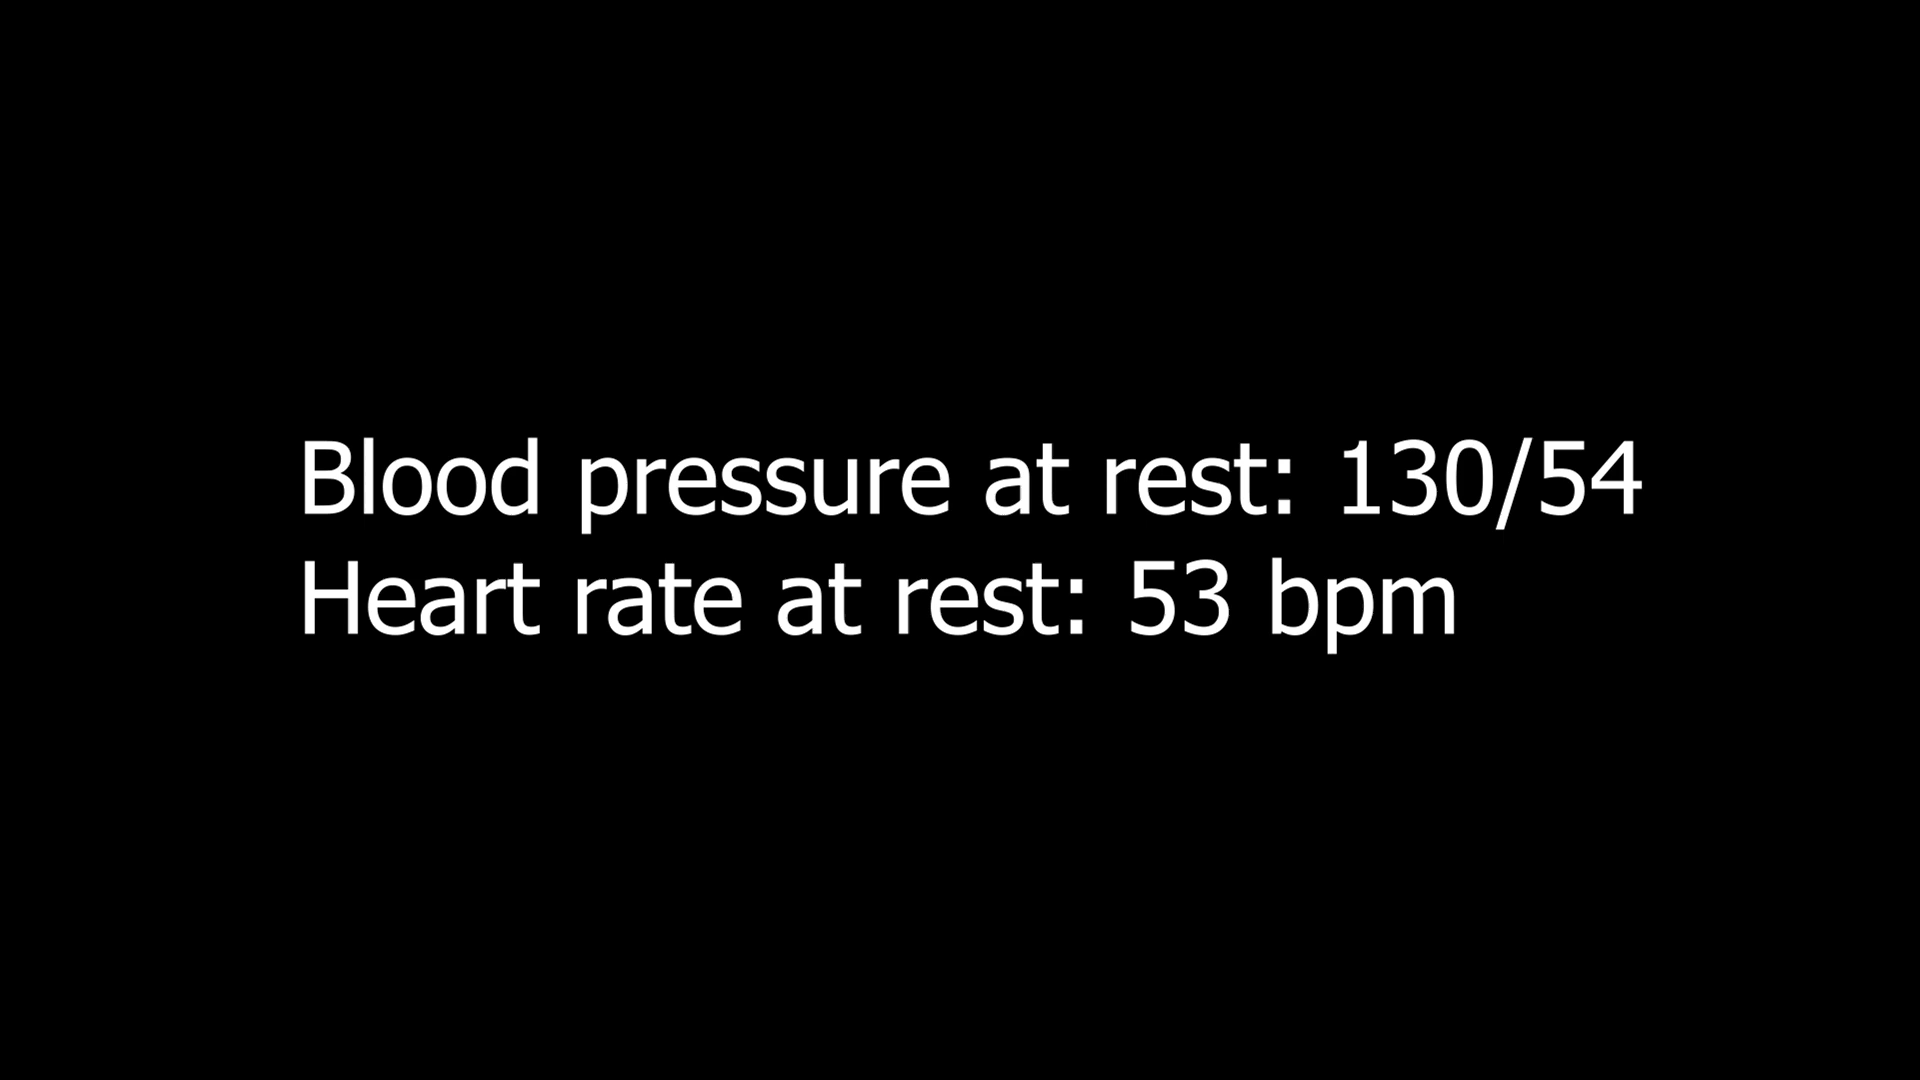 Blood pressure at rest: 130/54
Heart rate at rest: 53 bpm